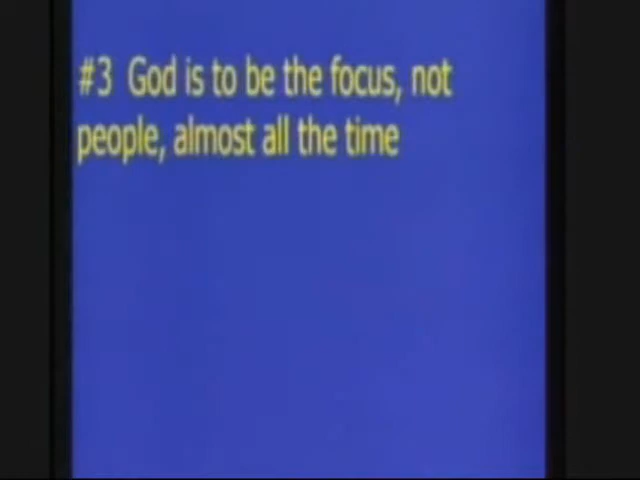 #3 God is to be the focus, not
people, almost all the time